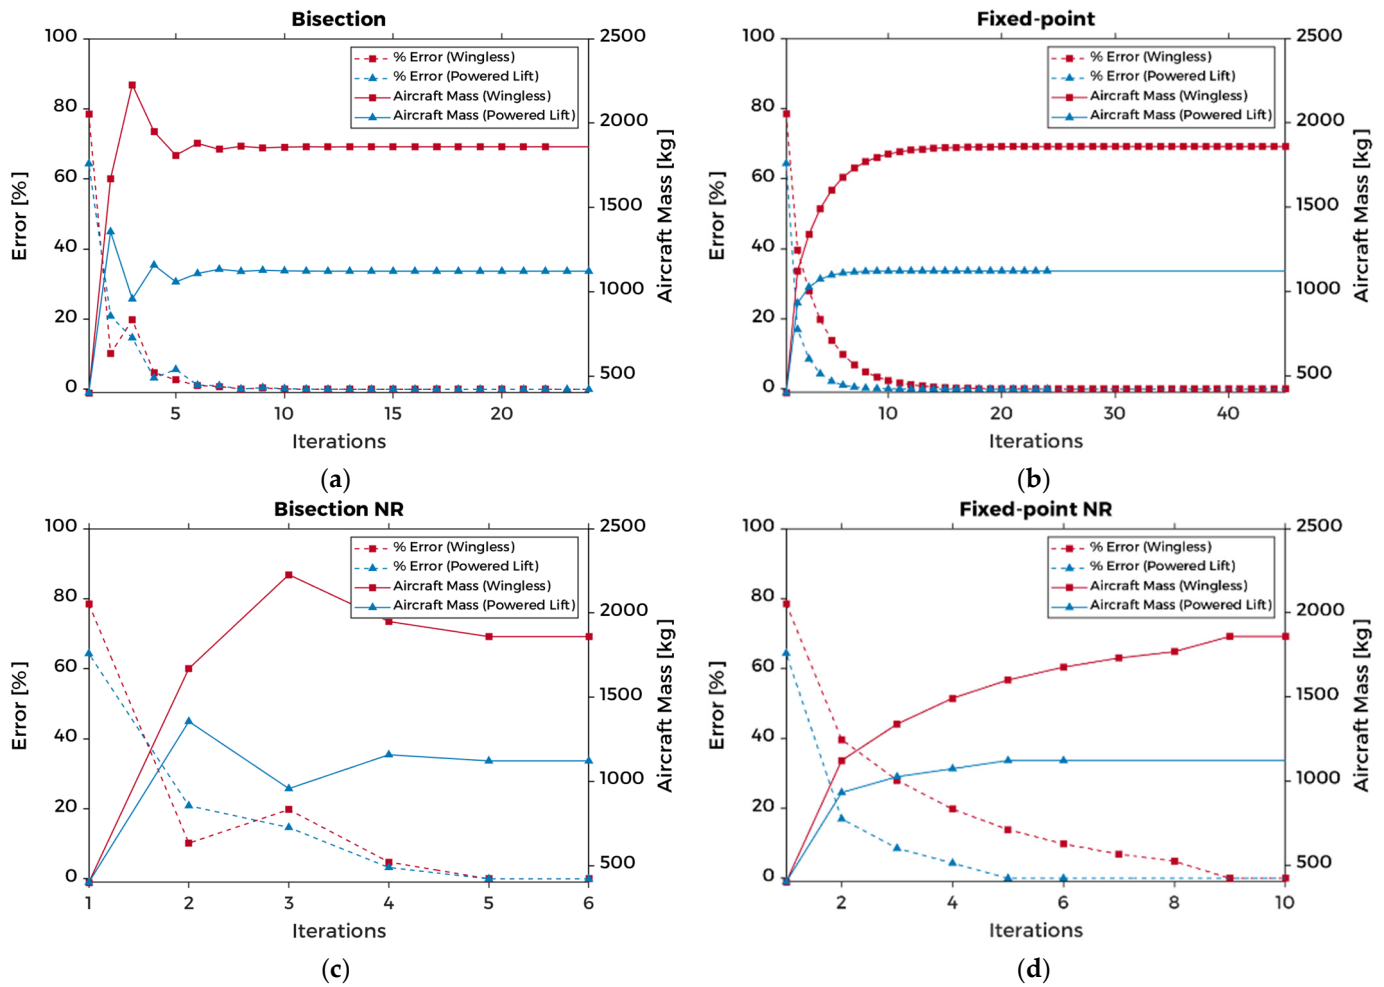 Bisection
100
80
60
40
20
0
Error [%]
2500
2000
1500
1000
500
Aircraft Mass [kg]
% Error (Wingless)
% Error (Powered Lift)
Aircraft Mass (Wingless)
Aircraft Mass (Powered Lift)
5
10
15
20
Iterations
(a)
Fixed-point
100
80
60
40
20
0
Error [%]
2500
2000
1500
1000
500
Aircraft Mass [kg]
% Error (Wingless)
% Error (Powered Lift)
Aircraft Mass (Wingless)
Aircraft Mass (Powered Lift)
10
20
30
40
Iterations
(b)
Bisection NR
100
80
60
40
20
0
Error [%]
2500
2000
1500
1000
500
Aircraft Mass [kg]
% Error (Wingless)
% Error (Powered Lift)
Aircraft Mass (Wingless)
Aircraft Mass (Powered Lift)
1
2
3
4
5
6
Iterations
(c)
Fixed-point NR
100
80
60
40
20
0
Error [%]
2500
2000
1500
1000
500
Aircraft Mass [kg]
% Error (Wingless)
% Error (Powered Lift)
Aircraft Mass (Wingless)
Aircraft Mass (Powered Lift)
2
4
6
8
10
Iterations
(d)